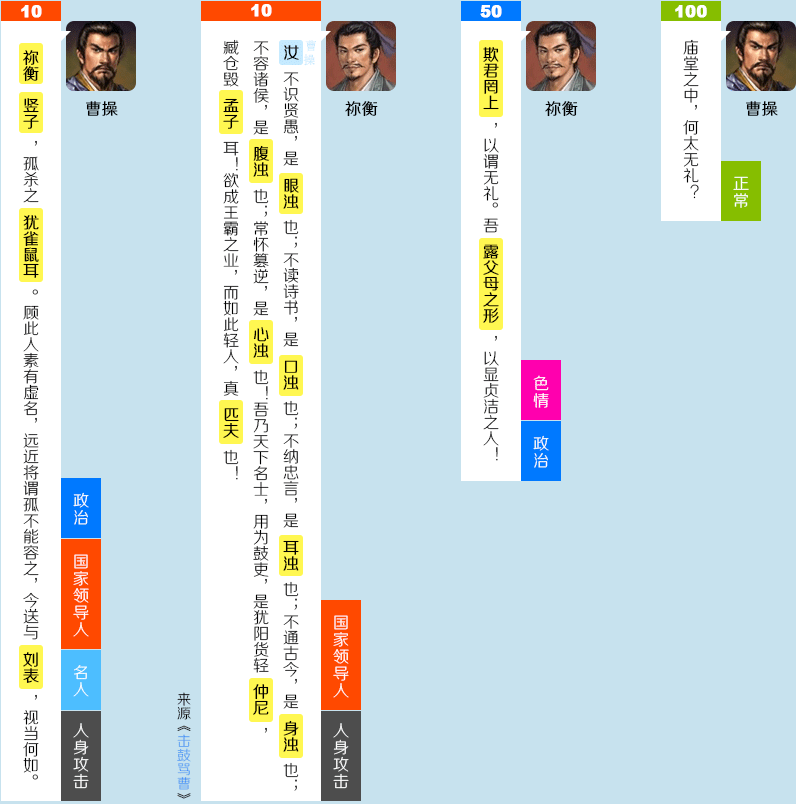 100
曹操
庙堂之中，何太无礼？
正常
50
祢衡
欺君罔上，以谓无礼。吾露父母之形，以显贞洁之人！
色情
政治
10
祢衡
曹操
汝不识贤愚，是眼浊也；不读诗书，是口浊也；不纳忠言，是耳浊也；不通古今，是身浊也；
不容诸侯，是腹浊也；常怀篡逆，是心浊也！吾乃天下名士，用为鼓吏，是犹阳货轻仲尼，
臧仓毁孟子耳！欲成王霸之业，而如此轻人，真匹夫也！
国家领导人
人身攻击
来源《击鼓骂曹》
10
曹操
祢衡竖子，孤杀之犹雀鼠耳。顾此人素有虚名，远近将谓孤不能容之，今送与刘表，视当何如。
政治
国家领导人
名人
人身攻击